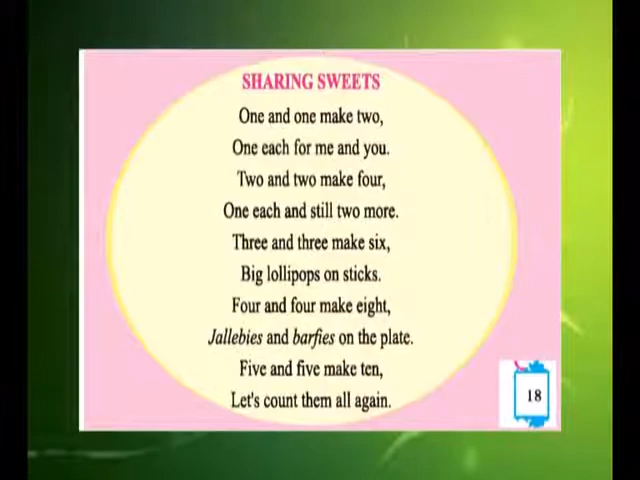 SHARING SWEETS
One and one make two,
One each for me and you.
Two and two make four,
One each and still two more.
Three and three make six,
Big lollipops on sticks.
Four and four make eight,
Jallebies and barfies on the plate.
Five and five make ten,
Let's count them all again.
18